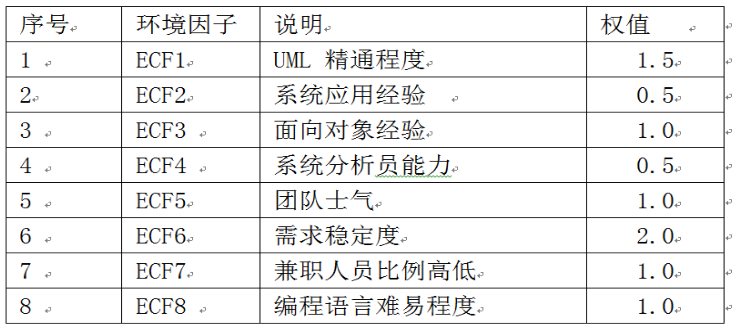 序号 环境因子 说明 权值
1 ECF1 UML 精通程度 1.5
2 ECF2 系统应用经验 0.5
3 ECF3 面向对象经验 1.0
4 ECF4 系统分析员能力 0.5
5 ECF5 团队士气 1.0
6 ECF6 需求稳定度 2.0
7 ECF7 兼职人员比例高低 1.0
8 ECF8 编程语言难易程度 1.0